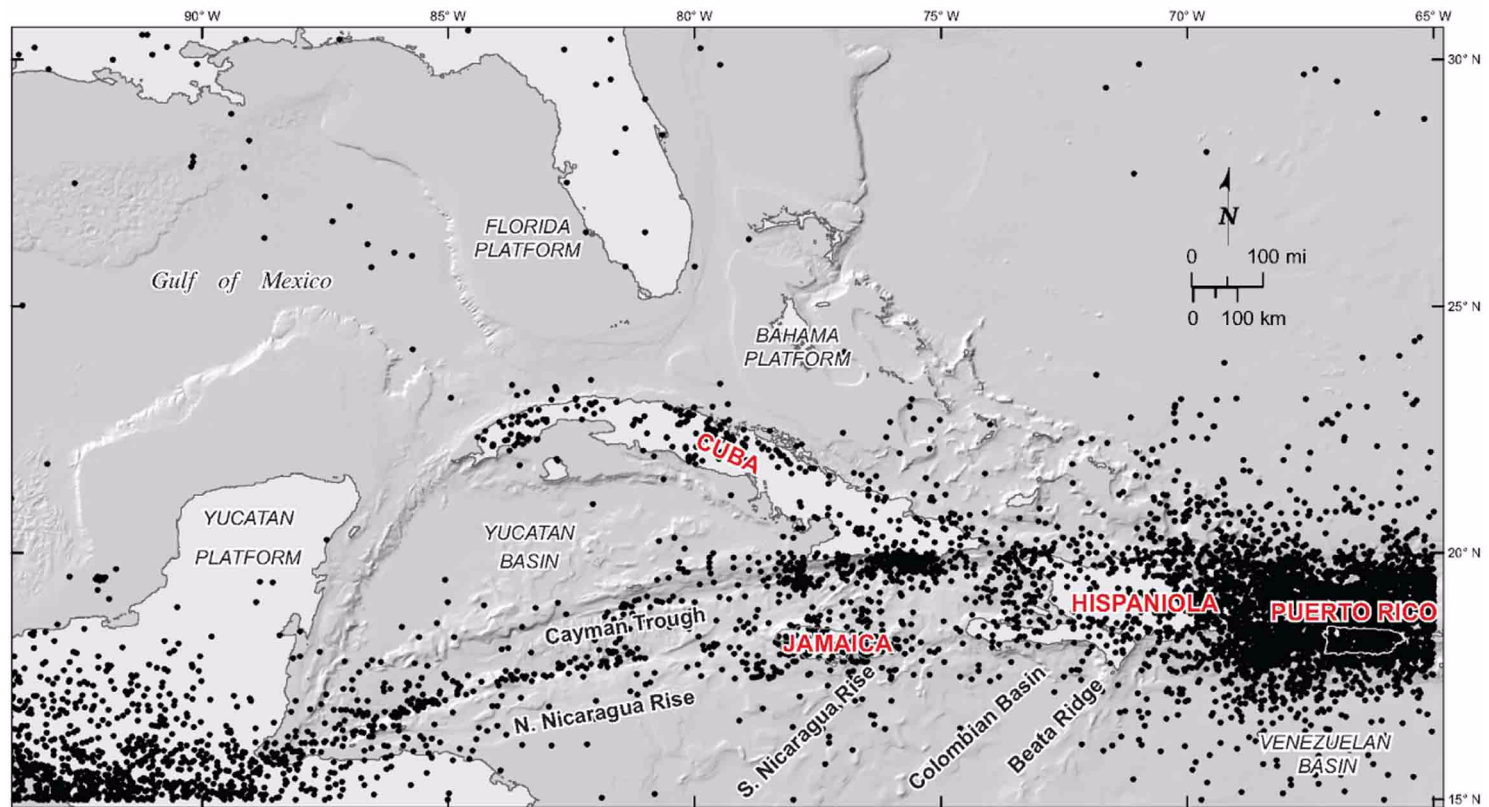 90° W
85° W
80° W
75° W
70° W
65° W
30° N
N
0 100 mi
0 100 km
FLORIDA
PLATFORM
Gulf of Mexico
25° N
BAHAMA
PLATFORM
CUBA
YUCATAN
PLATFORM
YUCATAN
BASIN
20° N
HISPANIOLA
PUERTO RICO
Cayman Trough
JAMAICA
N. Nicaragua Rise
S. Nicaragua Rise
Colombian Basin
Beata Ridge
VENEZUELAN
BASIN
15° N